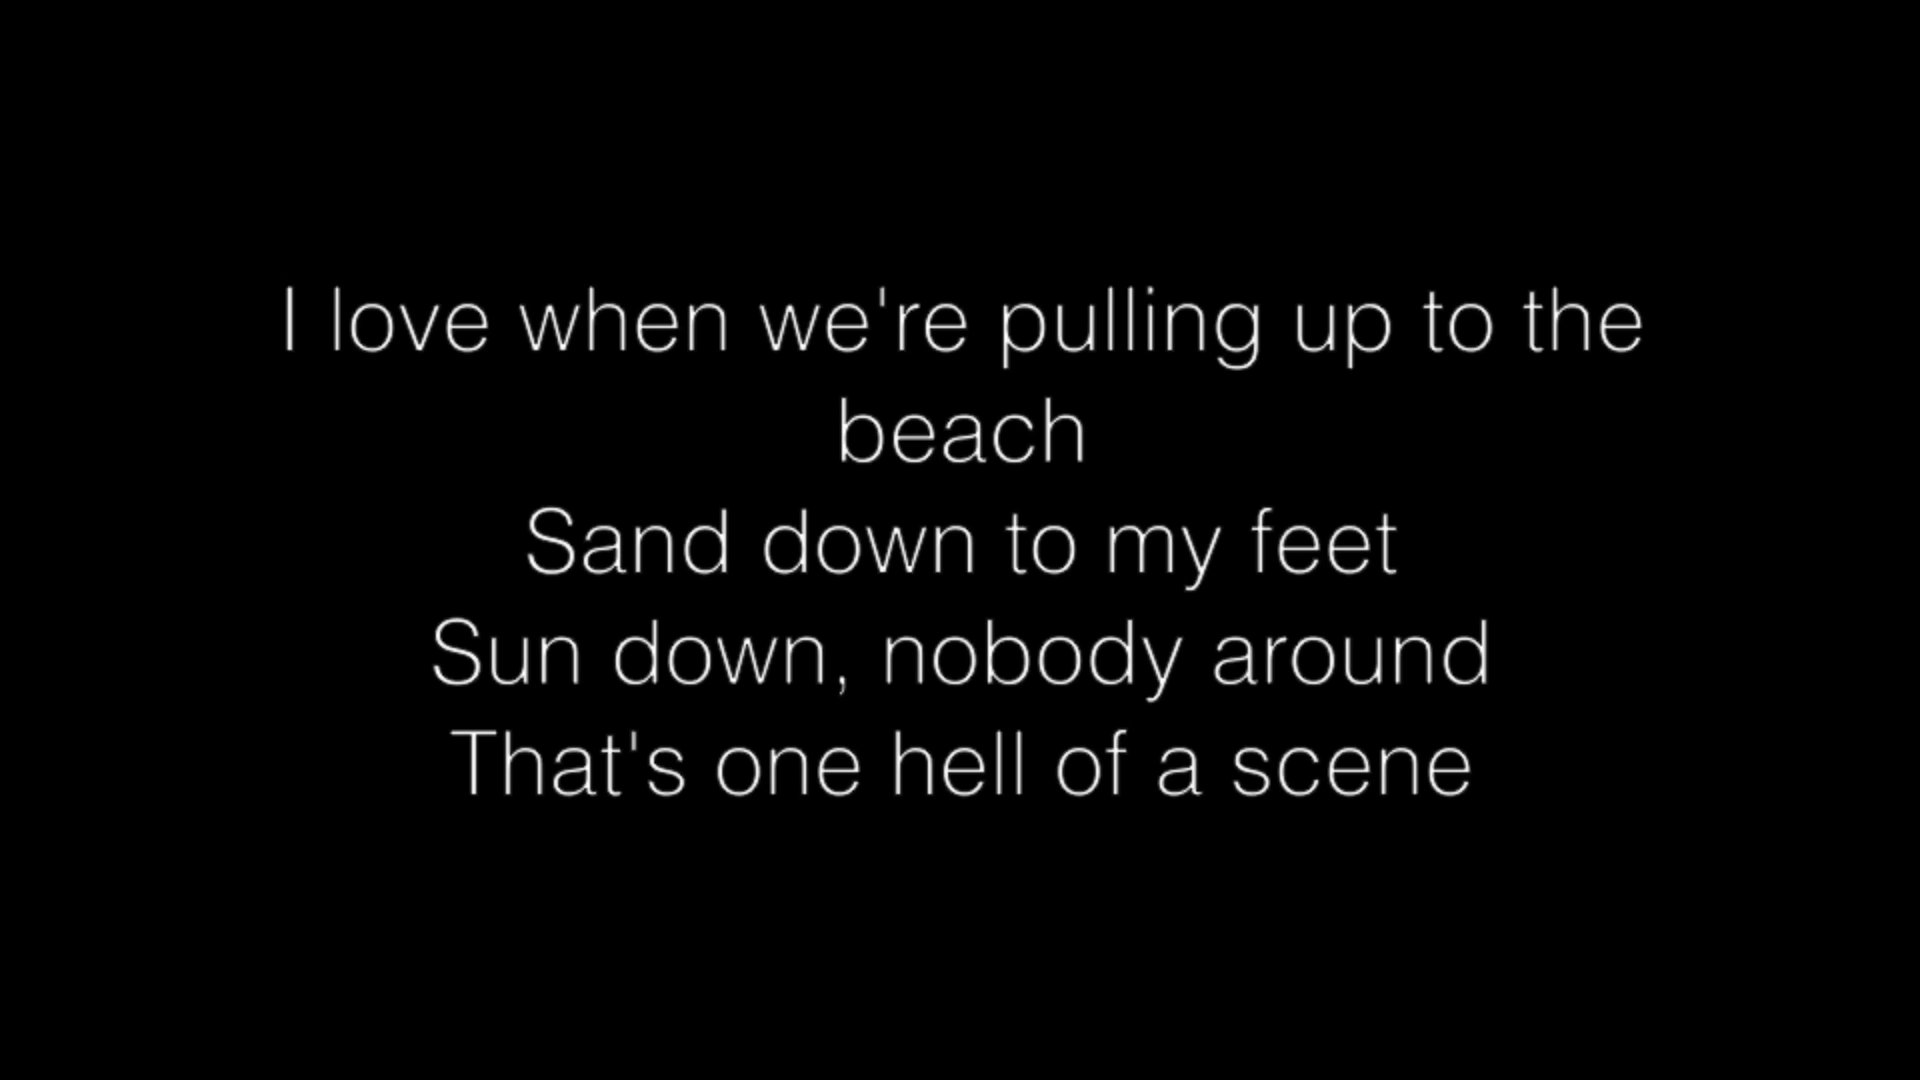 I love when we're pulling up to the
beach
Sand down to my feet
Sun down, nobody around
That's one hell of a scene